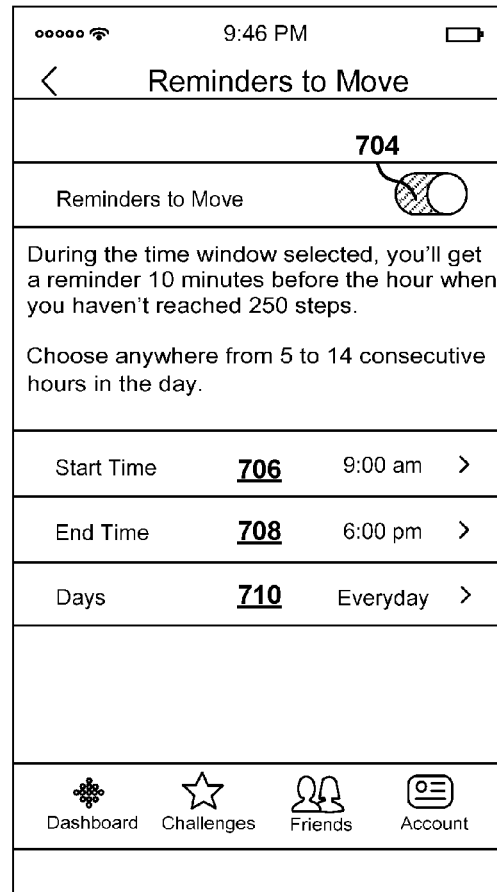 9:46 PM
Reminders to Move
704
Reminders to Move
During the time window selected, you'll get
a reminder 10 minutes before the hour when
you haven't reached 250 steps.
Choose anywhere from 5 to 14 consecutive
hours in the day.
Start Time 706 9:00 am >
End Time 708 6:00 pm >
Days 710 Everyday >
Dashboard Challenges Friends Account